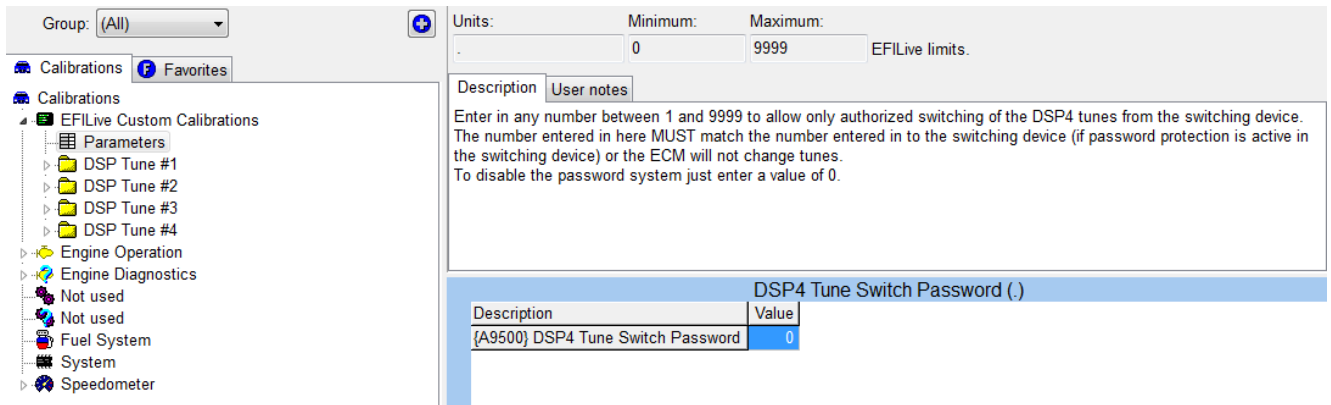 Group: (All)
Calibrations
Favorites
Calibrations
EFILive Custom Calibrations
Parameters
DSP Tune #1
DSP Tune #2
DSP Tune #3
DSP Tune #4
Engine Operation
Engine Diagnostics
Not used
Not used
Fuel System
System
Speedometer
Units: Minimum: Maximum:
. 0 9999 EFILive limits.
Description User notes
Enter in any number between 1 and 9999 to allow only authorized switching of the DSP4 tunes from the switching device.
The number entered in here MUST match the number entered in to the switching device (if password protection is active in
the switching device) or the ECM will not change tunes.
To disable the password system just enter a value of 0.
DSP4 Tune Switch Password (.)
Description Value
{A9500} DSP4 Tune Switch Password 0